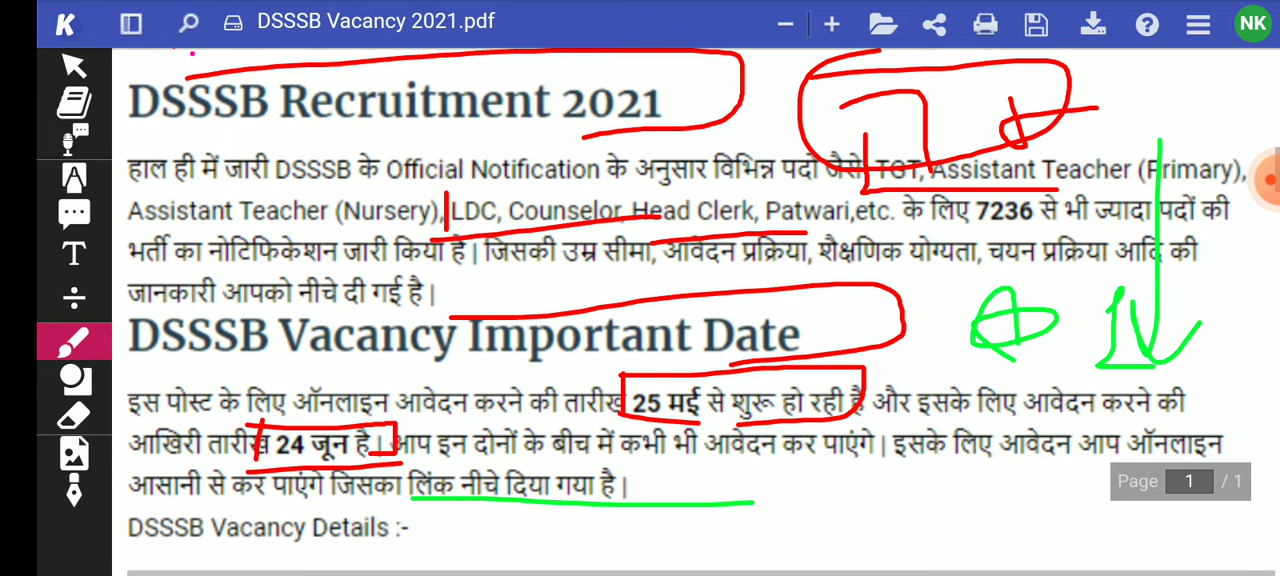 DSSSB Vacancy 2021.pdf
NK
DSSSB Recruitment 2021
हाल ही में जारी DSSSB के Official Notification के अनुसार विभिन्न पदों जैसे TGT, Assistant Teacher (Primary),
Assistant Teacher (Nursery), LDC, Counselor, Head Clerk, Patwari,etc. के लिए 7236 से भी ज्यादा पदों की
भर्ती का नोटिफिकेशन जारी किया है | जिसकी उम्र सीमा, आवेदन प्रक्रिया, शैक्षणिक योग्यता, चयन प्रक्रिया आदि की
जानकारी आपको नीचे दी गई है |
DSSSB Vacancy Important Date
इस पोस्ट के लिए ऑनलाइन आवेदन करने की तारीख 25 मई से शुरू हो रही है और इसके लिए आवेदन करने की
आखिरी तारीख 24 जून है | आप इन दोनों के बीच में कभी भी आवेदन कर पाएंगे | इसके लिए आवेदन आप ऑनलाइन
आसानी से कर पाएंगे जिसका लिंक नीचे दिया गया है |
Page 1 / 1
DSSSB Vacancy Details :-